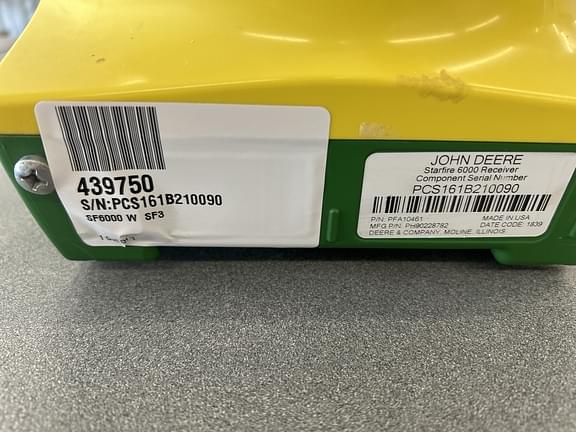 439750
S/N:PCS161B210090
SF6000 W SF3
JOHN DEERE
Starfire 6000 Receiver
Component Serial Number
PCS161B210090
P/N: PFA10461 MADE IN USA
MFG P/N: PH90228782 DATE CODE: 1839
DEERE & COMPANY, MOLINE, ILLINOIS